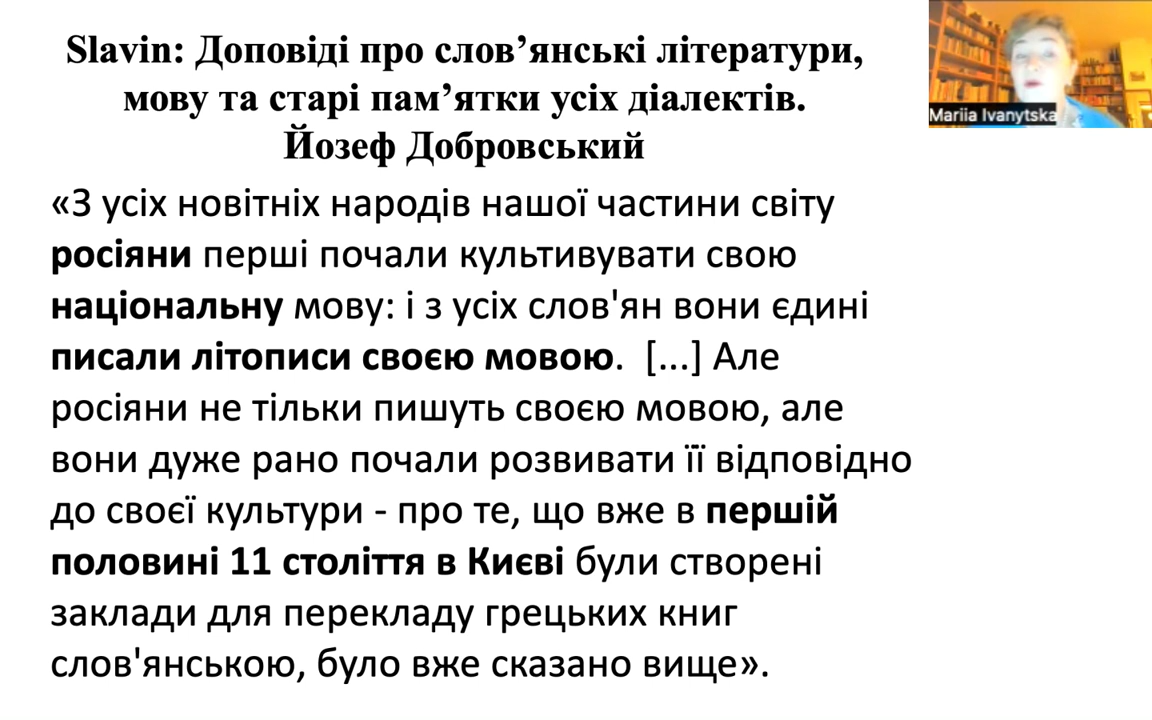 Slavin: Доповіді про слов’янські літератури,
мову та старі пам’ятки усіх діалектів.
Йозеф Добровський
Mariia Ivanytska
«З усіх новітніх народів нашої частини світу
росіяни перші почали культивувати свою
національну мову: і з усіх слов'ян вони єдині
писали літописи своєю мовою. [...] Але
росіяни не тільки пишуть своєю мовою, але
вони дуже рано почали розвивати її відповідно
до своєї культури - про те, що вже в першій
половині 11 століття в Києві були створені
заклади для перекладу грецьких книг
слов'янською, було вже сказано вище».